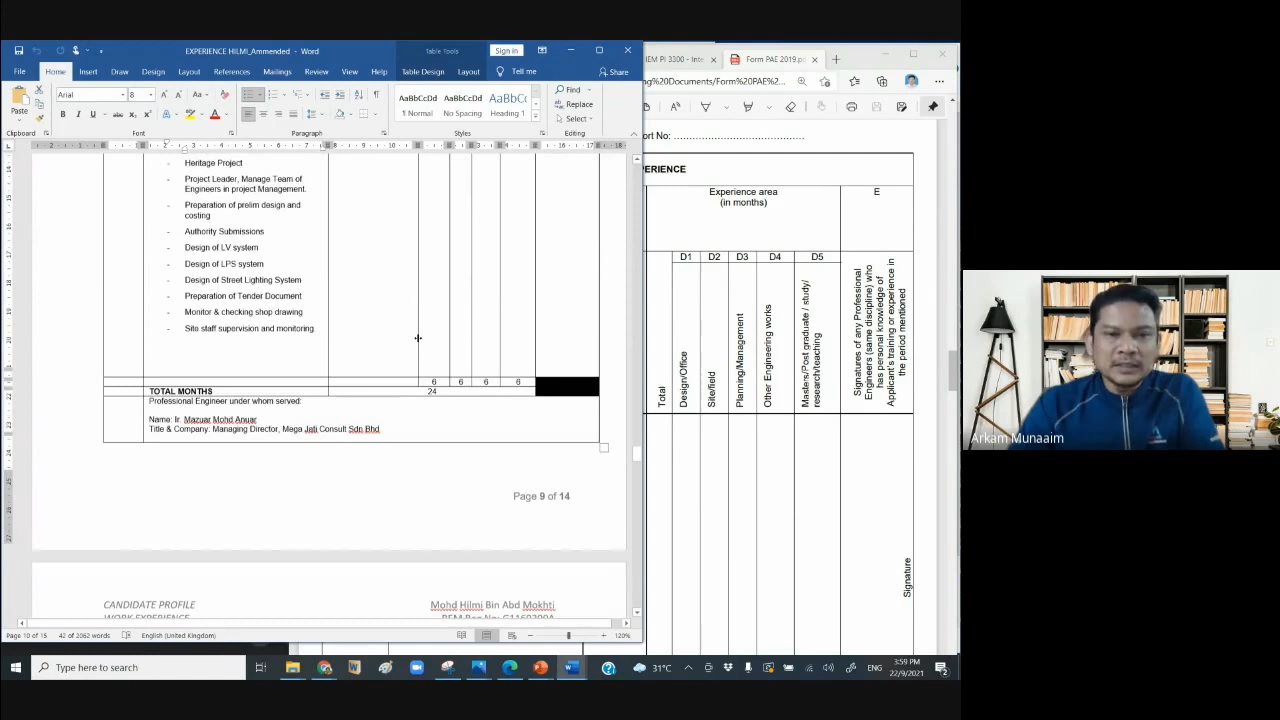 EXPERIENCE HILMI_Ammended - Word
Table Tools
Sign in
File
Home
Insert
Draw
Design
Layout
References
Mailings
Review
View
Help
Table Design
Layout
Tell me
Share
Paste
Arial
8
AaBbCcDd
AaBbCcDd
1 Normal
No Spacing
Heading 1
Find
Replace
Select
Clipboard
Font
Paragraph
Styles
Editing
Heritage Project
- Project Leader, Manage Team of
Engineers in project Management.
- Preparation of prelim design and
costing
- Authority Submissions
- Design of LV system
- Design of LPS system
- Design of Street Lighting System
- Preparation of Tender Document
- Monitor & checking shop drawing
- Site staff supervision and monitoring.
6 6 6 6
TOTAL MONTHS 24
Professional Engineer under whom served:
Name: Ir. Mazuar Mohd Anuar
Title & Company: Managing Director, Mega Jati Consult Sdn Bhd
Page 9 of 14
CANDIDATE PROFILE
Mohd Hilmi Bin Abd Mokhti
Page 10 of 15
42 of 2062 words
English (United Kingdom)
120%
IEM PI 3300 - Inte
Form PAE 2019.p
ng%20Documents/Form%20PAE%2...
ort No: ..........
ERIENCE
Experience area
(in months)
E
D1 D2 D3 D4 D5
Total
Design/Office
Site/field
Planning/Management
Other Engineering works
Masters/Post graduate / study/
research/teaching
Signatures of any Professional
Engineers (same discipline) who
has personal knowledge of
Applicant's training or experience in
the period mentioned
Signature
Type here to search
31°C
ENG
3:59 PM
22/9/2021
2
Arkam Munaaim